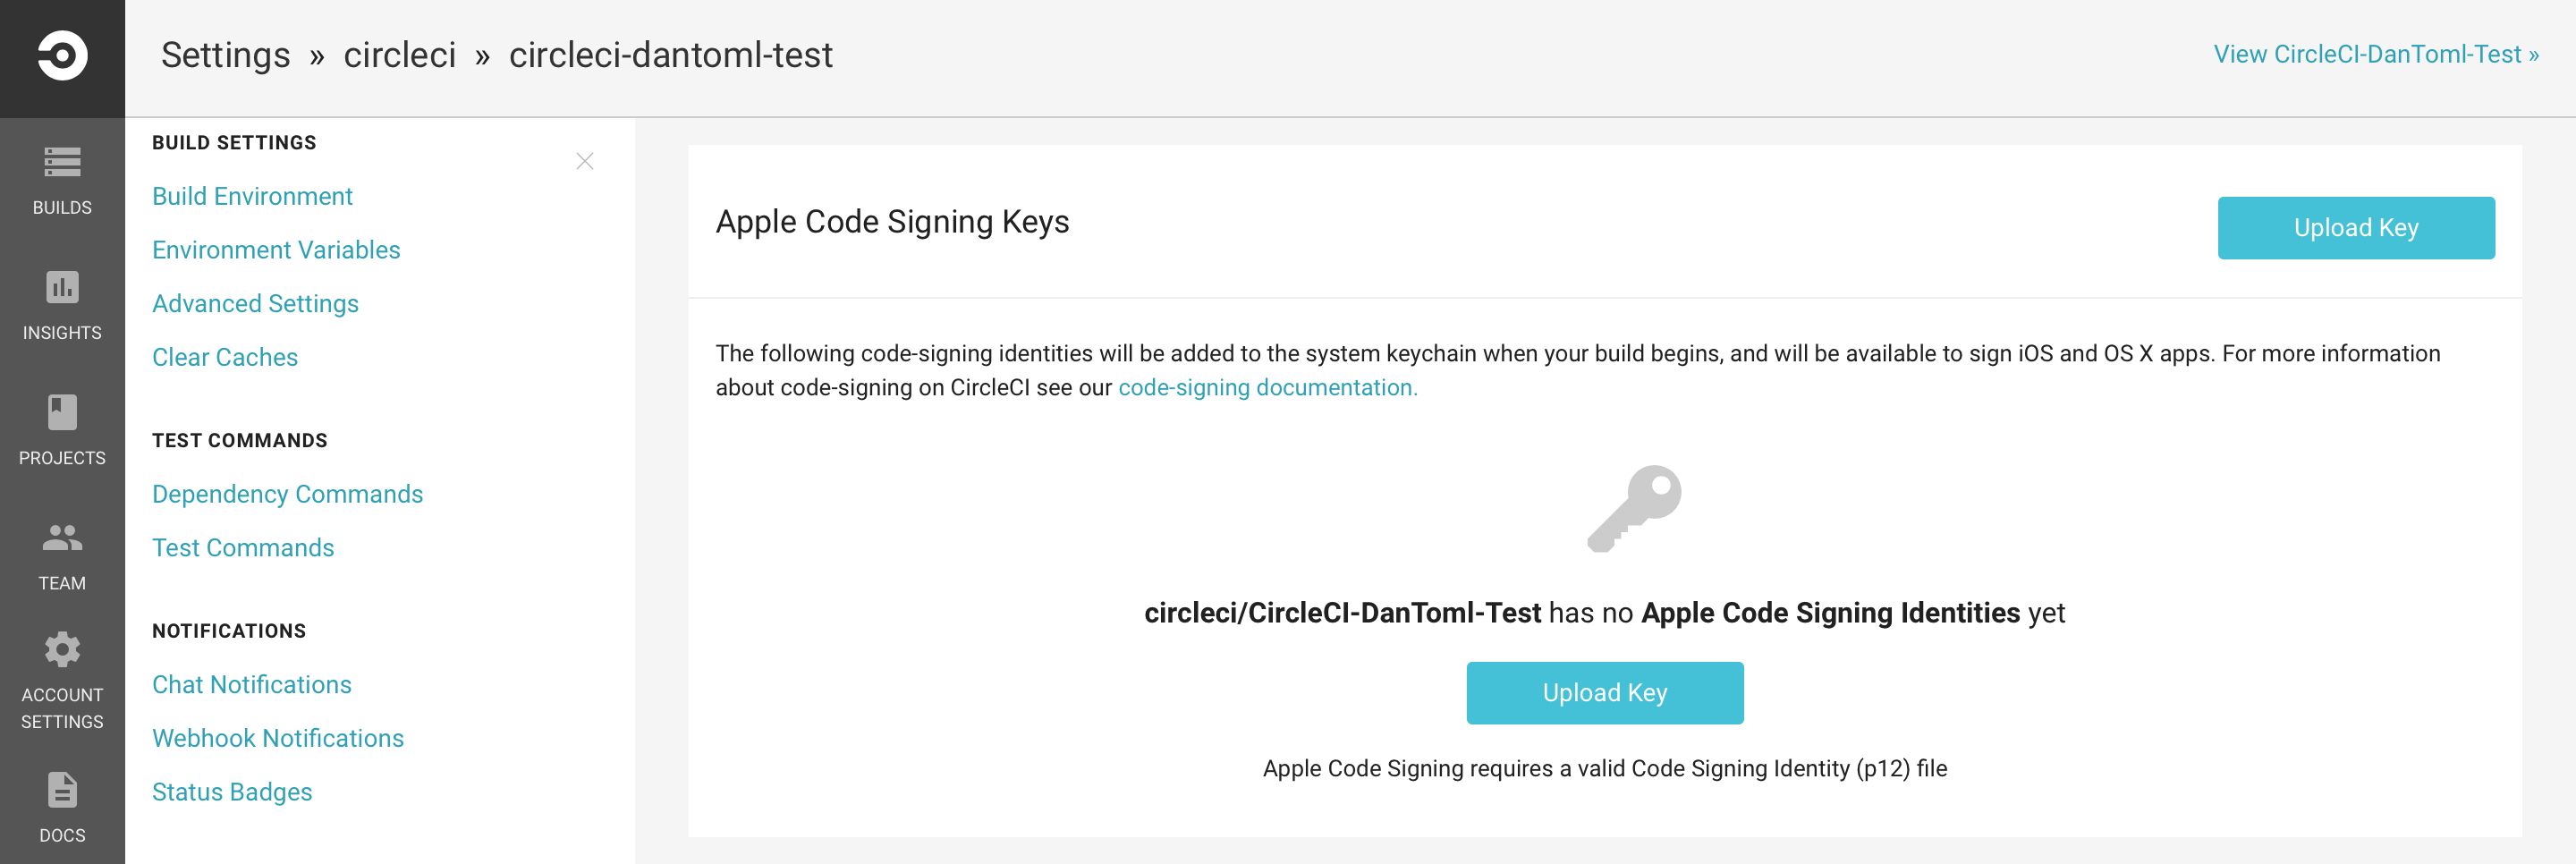 Settings » circleci » circleci-dantoml-test
View CircleCI-DanToml-Test »
BUILDS
INSIGHTS
PROJECTS
TEAM
ACCOUNT
SETTINGS
DOCS
BUILD SETTINGS
Build Environment
Environment Variables
Advanced Settings
Clear Caches
TEST COMMANDS
Dependency Commands
Test Commands
NOTIFICATIONS
Chat Notifications
Webhook Notifications
Status Badges
Apple Code Signing Keys
Upload Key
The following code-signing identities will be added to the system keychain when your build begins, and will be available to sign iOS and OS X apps. For more information
about code-signing on CircleCI see our code-signing documentation.
circleci/CircleCI-DanToml-Test has no Apple Code Signing Identities yet
Upload Key
Apple Code Signing requires a valid Code Signing Identity (p12) file